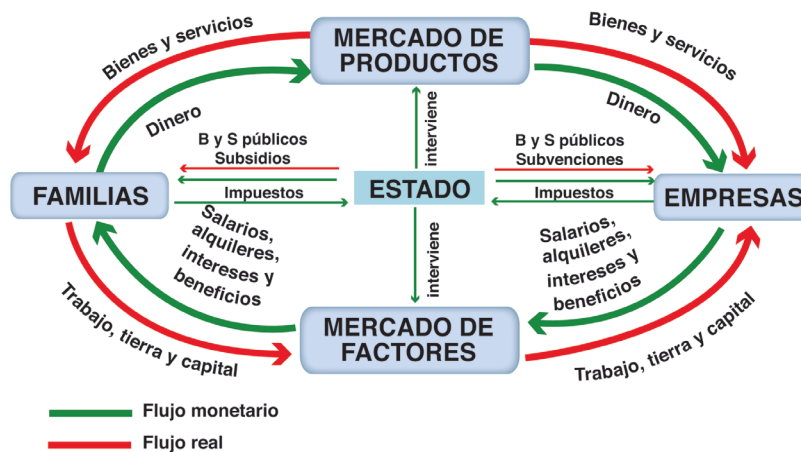 MERCADO DE
PRODUCTOS
Bienes y servicios
Bienes y servicios
Dinero
Dinero
interviene
B y S públicos
Subsidios
B y S públicos
Subvenciones
FAMILIAS
Impuestos
ESTADO
Impuestos
EMPRESAS
Salarios,
alquileres,
intereses y
beneficios
interviene
Salarios,
alquileres,
intereses y
beneficios
Trabajo, tierra y capital
MERCADO DE
FACTORES
Trabajo, tierra y capital
Flujo monetario
Flujo real